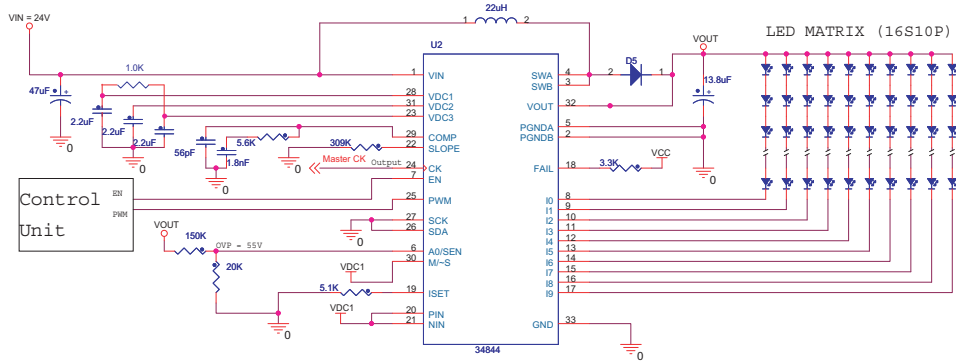 22uH
1 2
VIN = 24V
U2
LED MATRIX (16S10P)
VOUT
D5
1.0K
1 VIN
SWA 4
SWB 3
2 1
47uF
+
28 VDC1
31 VDC2
23 VDC3
VOUT 32
13.8uF
+
2.2uF
2.2uF
2.2uF
PGNDA 5
PGNDB 2
29 COMP
22 SLOPE
5.6K
309K
56pF
1.8nF
0
0
0
0
0
Master CK
Output
24 CK
7 EN
FAIL 18
3.3K
VCC
Control
Unit
EN
PWM
25 PWM
27 SCK
26 SDA
0
I0 8
I1 9
I2 10
I3 11
I4 12
I5 13
I6 14
I7 15
I8 16
I9 17
VOUT
150K
OVP = 55V
6 A0/SEN
30 M/~S
20K
VDC1
5.1K
19 ISET
VDC1
20 PIN
21 NIN
0
GND 33
0
34844